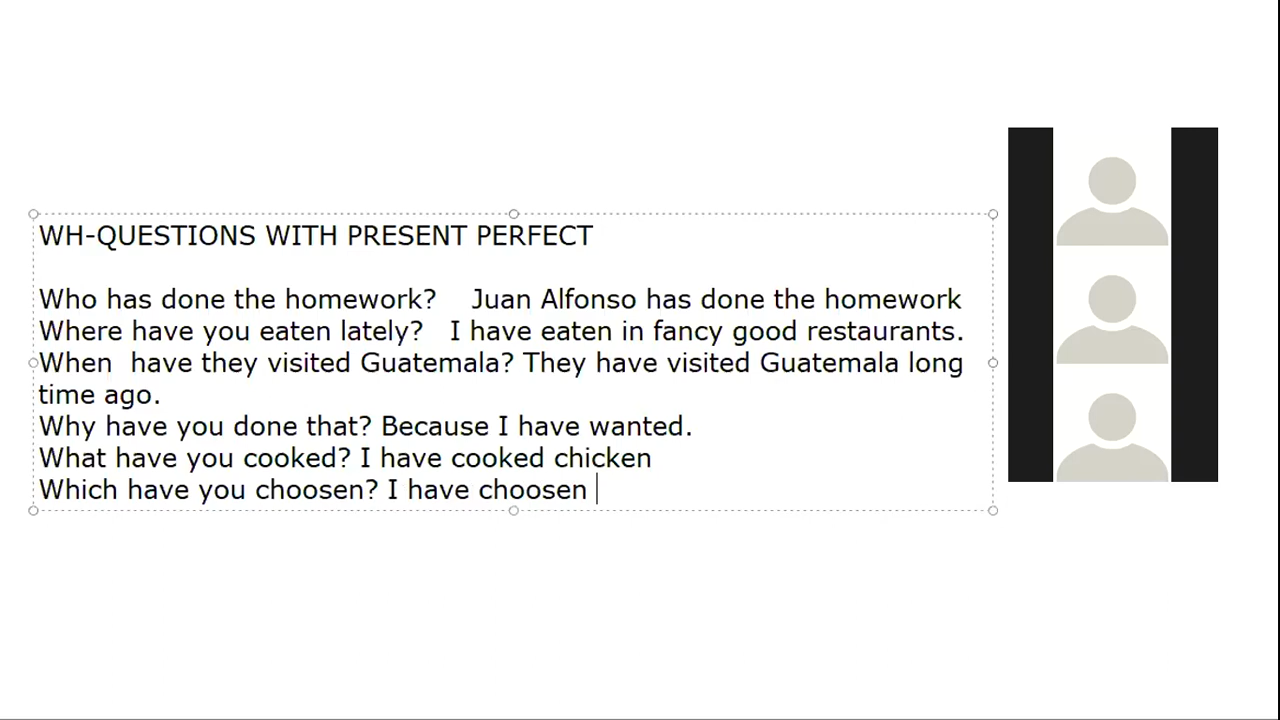 WH-QUESTIONS WITH PRESENT PERFECT
Who has done the homework? Juan Alfonso has done the homework
Where have you eaten lately? I have eaten in fancy good restaurants.
When have they visited Guatemala? They have visited Guatemala long
time ago.
Why have you done that? Because I have wanted.
What have you cooked? I have cooked chicken
Which have you choosen? I have choosen